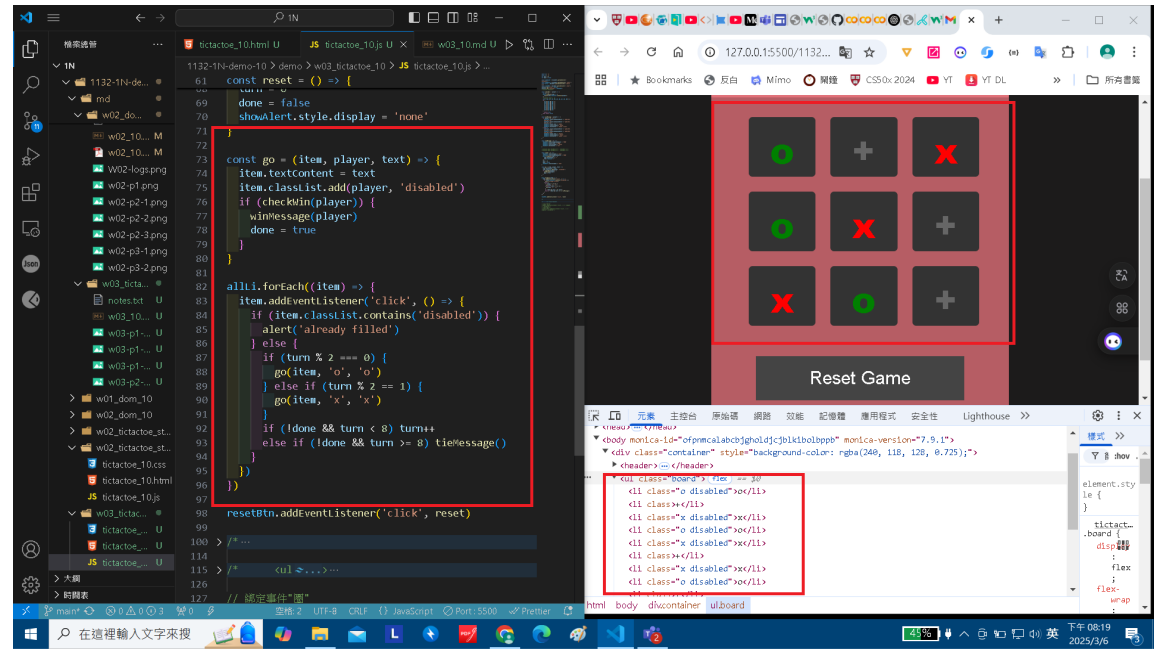 1N
檔案總管
1N
1132-1N-de...
md
w02_do...
w02_10... M
w02_10... M
W02-logs.png
w02-p1.png
w02-p2-1.png
w02-p2-2.png
w02-p2-3.png
w02-p3-1.png
w02-p3-2.png
w03_ticta...
notes.txt U
w03_10... U
w03-p1-... U
w03-p1-... U
w03-p1-... U
w03-p2-... U
w01_dom_10
w02_dom_10
w02_tictactoe_st...
w02_tictactoe_st...
tictactoe_10.css
tictactoe_10.html
tictactoe_10.js
w03_tictac...
tictactoe_... U
tictactoe_... U
JS tictactoe_... U
大綱
時間表
tictactoe_10.html U
JS tictactoe_10.js U
w03_10.md U
1132-1N-demo-10 > demo > w03_tictactoe_10 > JS tictactoe_10.js > ...
61 const reset = () => {
69 done = false
70 showAlert.style.display = 'none'
71 }
72
73 const go = (item, player, text) => {
74 item.textContent = text
75 item.classList.add(player, 'disabled')
76 if (checkWin(player)) {
77 winMessage(player)
78 done = true
79 }
80 }
81
82 allLi.forEach((item) => {
83 item.addEventListener('click', () => {
84 if (item.classList.contains('disabled')) {
85 alert('already filled')
86 } else {
87 if (turn % 2 === 0) {
88 go(item, 'o', 'o')
89 } else if (turn % 2 == 1) {
90 go(item, 'x', 'x')
91 }
92 if (!done && turn < 8) turn++
93 else if (!done && turn >= 8) tieMessage()
94 }
95 })
96 })
97
98 resetBtn.addEventListener('click', reset)
99
100 /* ...
114
115 /* <ul ...>...
126
127 // 綁定事件"圈"
main*
0 0 3
0
空格: 2 UTF-8 CRLF {} JavaScript Port : 5500 Prettier
127.0.0.1:5500/1132...
Bookmarks 反白 Mimo 鬧鐘 CS50x 2024 YT YT DL
所有書籤
o + x
o x +
x o +
Reset Game
元素 主控台 原始碼 網路 效能 記憶體 應用程式 安全性 Lighthouse
<body monica-id="ofpnmcalabcbjgholdjcjblkibolbppb" monica-version="7.9.1">
<div class="container" style="background-color: rgba(240, 118, 128, 0.725);">
<header> ... </header>
<ul class="board"> flex == $0
<li class="o disabled">o</li>
<li class>+</li>
<li class="x disabled">x</li>
<li class="o disabled">o</li>
<li class="x disabled">x</li>
<li class>+</li>
<li class="x disabled">x</li>
<li class="o disabled">o</li>
<li class>+</li>
html body div.container ul.board
樣式
:hov
element.sty
le {
}
tictact...
.board {
disp
:
flex
;
flex-
wrap
:
在這裡輸入文字來搜
45%
英
下午 08:19
2025/3/6
3